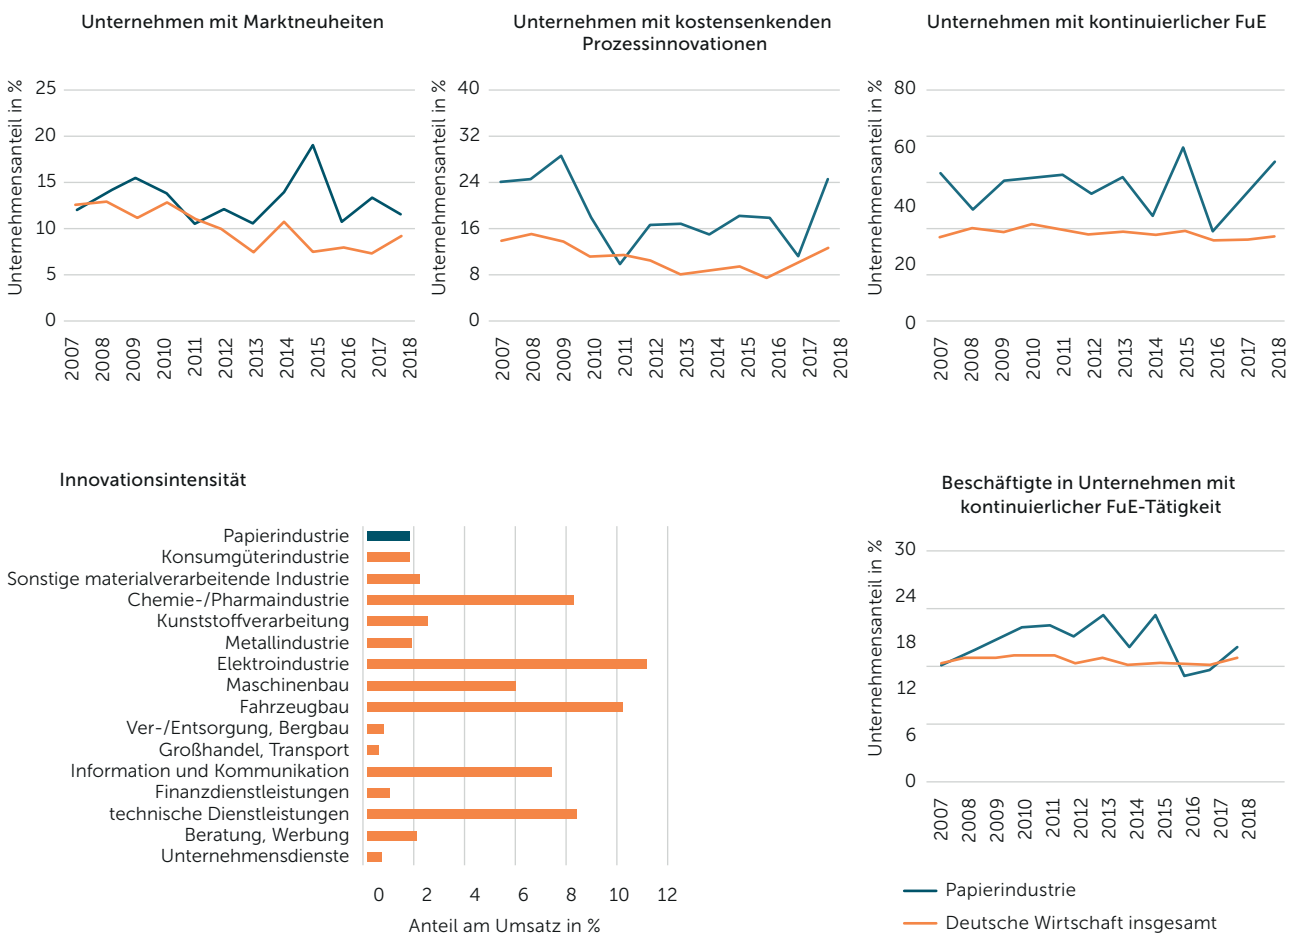 Unternehmen mit Marktneuheiten
Unternehmensanteil in %
25
20
15
10
5
0
2007
2008
2009
2010
2011
2012
2013
2014
2015
2016
2017
2018
Unternehmen mit kostensenkenden
Prozessinnovationen
Unternehmensanteil in %
40
32
24
16
8
0
2007
2008
2009
2010
2011
2012
2013
2014
2015
2016
2017
2018
Unternehmen mit kontinuierlicher FuE
Unternehmensanteil in %
80
60
40
20
0
2007
2008
2009
2010
2011
2012
2013
2014
2015
2016
2017
2018
Innovationsintensität
Papierindustrie
Konsumgüterindustrie
Sonstige materialverarbeitende Industrie
Chemie-/Pharmaindustrie
Kunststoffverarbeitung
Metallindustrie
Elektroindustrie
Maschinenbau
Fahrzeugbau
Ver-/Entsorgung, Bergbau
Großhandel, Transport
Information und Kommunikation
Finanzdienstleistungen
technische Dienstleistungen
Beratung, Werbung
Unternehmensdienste
0 2 4 6 8 10 12
Anteil am Umsatz in %
Beschäftigte in Unternehmen mit
kontinuierlicher FuE-Tätigkeit
Unternehmensanteil in %
30
24
18
12
6
0
2007
2008
2009
2010
2011
2012
2013
2014
2015
2016
2017
2018
Papierindustrie
Deutsche Wirtschaft insgesamt